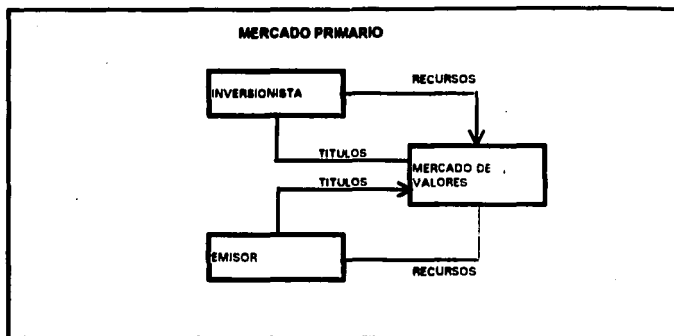 MERCADO PRIMARIO
RECURSOS
INVERSIONISTA
TITULOS
MERCADO DE
VALORES
TITULOS
EMISOR
RECURSOS